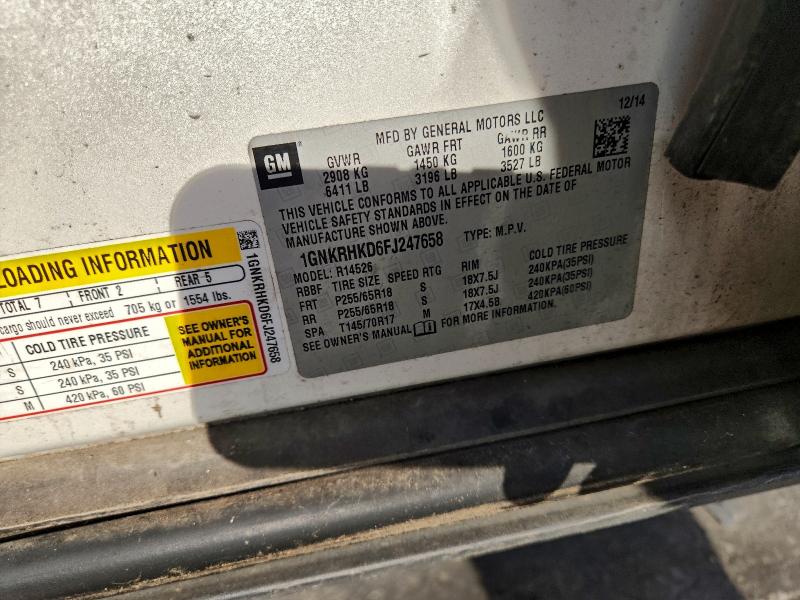 12/14
MFD BY GENERAL MOTORS LLC
GM
GVWR GAWR FRT GAWR RR
2908 KG 1450 KG 1600 KG
6411 LB 3196 LB 3527 LB
THIS VEHICLE CONFORMS TO ALL APPLICABLE U.S. FEDERAL MOTOR
VEHICLE SAFETY STANDARDS IN EFFECT ON THE DATE OF
MANUFACTURE SHOWN ABOVE.
1GNKRHKD6FJ247658 TYPE: M.P.V.
MODEL: R14526
RBBF TIRE SIZE SPEED RTG RIM COLD TIRE PRESSURE
FRT P255/65R18 S 18X7.5J 240KPA(35PSI)
RR P255/65R18 S 18X7.5J 240KPA(35PSI)
SPA T145/70R17 M 17X4.5B 420KPA(60PSI)
SEE OWNER'S MANUAL FOR MORE INFORMATION.
LOADING INFORMATION
TOTAL 7 FRONT 2 REAR 5
cargo should never exceed 705 kg or 1554 lbs.
COLD TIRE PRESSURE
S 240 kPa, 35 PSI
S 240 kPa, 35 PSI
M 420 kPa, 60 PSI
SEE OWNER'S
MANUAL FOR
ADDITIONAL
INFORMATION
1GNKRHKD6FJ247658